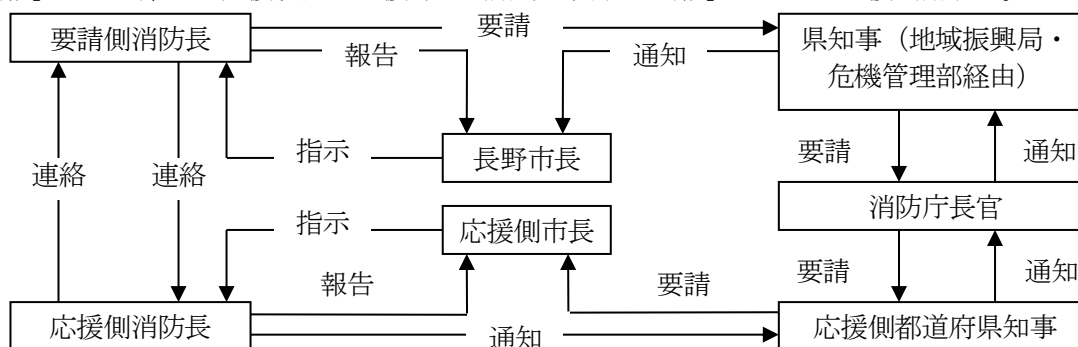 要請側消防長
要請
県知事（地域振興局・
危機管理部経由）
報告
通知
指示
長野市長
要請
通知
連絡
連絡
消防庁長官
指示
応援側市長
要請
通知
報告
要請
応援側消防長
通知
応援側都道府県知事